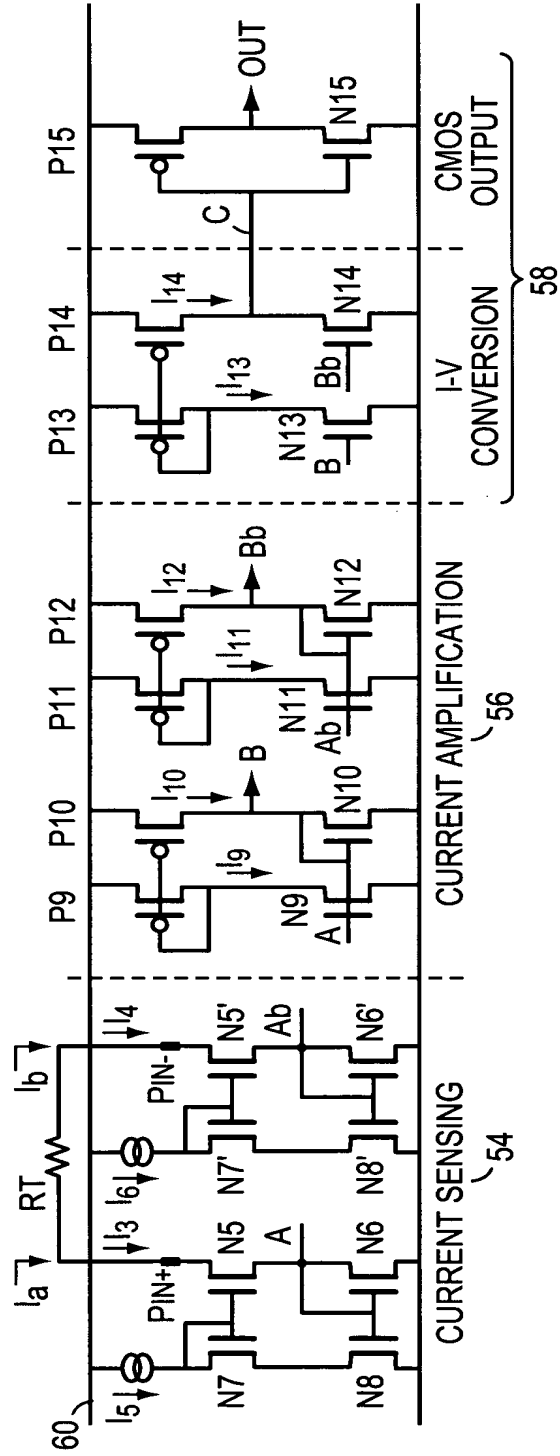 60
I5
Ia
RT
Ib
I3
I6
I4
PIN+
PIN-
N7
N5
N7'
N5'
A
Ab
N8
N6
N8'
N6'
CURRENT SENSING
54
P9
P10
P11
P12
I9
I10
I11
I12
B
Bb
N9
N10
N11
N12
A
Ab
CURRENT AMPLIFICATION
56
P13
P14
I13
I14
N13
N14
B
Bb
I-V
CONVERSION
P15
C
OUT
N15
CMOS
OUTPUT
58